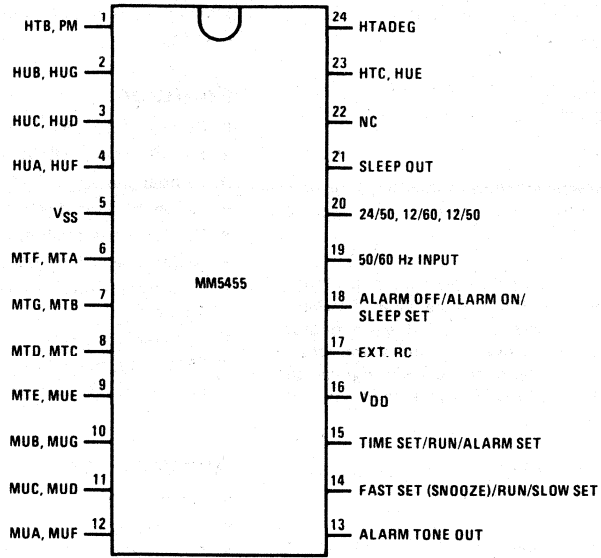 HTB, PM 1
HUB, HUG 2
HUC, HUD 3
HUA, HUF 4
VSS 5
MTF, MTA 6
MTG, MTB 7
MTD, MTC 8
MTE, MUE 9
MUB, MUG 10
MUC, MUD 11
MUA, MUF 12
MM5455
24 HTADEG
23 HTC, HUE
22 NC
21 SLEEP OUT
20 24/50, 12/60, 12/50
19 50/60 Hz INPUT
18 ALARM OFF/ALARM ON/
SLEEP SET
17 EXT. RC
16 VDD
15 TIME SET/RUN/ALARM SET
14 FAST SET (SNOOZE)/RUN/SLOW SET
13 ALARM TONE OUT